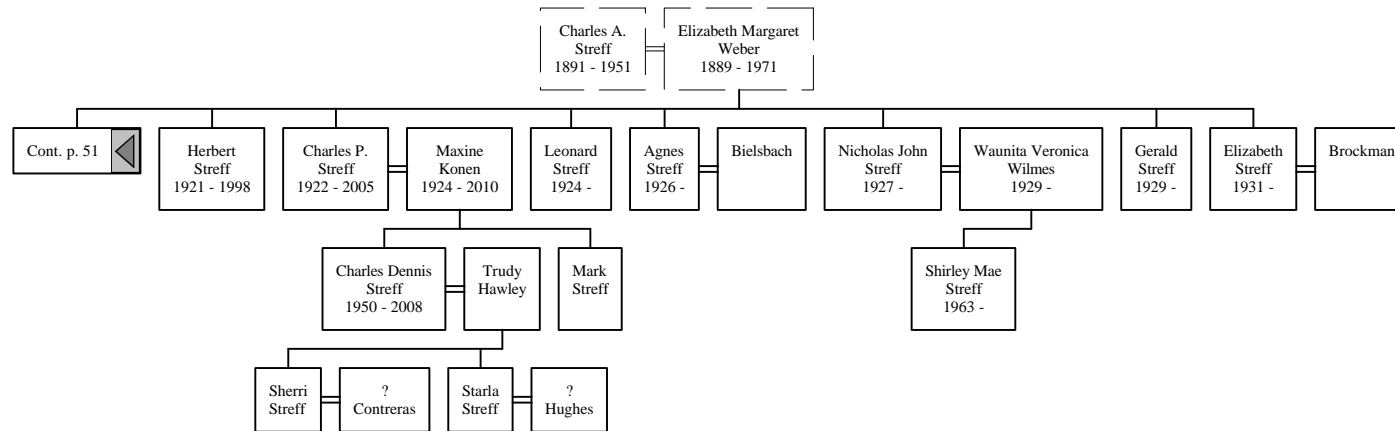 Charles A.
Streff
1891 - 1951
Elizabeth Margaret
Weber
1889 - 1971
Cont. p. 51
Herbert
Streff
1921 - 1998
Charles P.
Streff
1922 - 2005
Maxine
Konen
1924 - 2010
Leonard
Streff
1924 -
Agnes
Streff
1926 -
Bielsbach
Nicholas John
Streff
1927 -
Waunita Veronica
Wilmes
1929 -
Gerald
Streff
1929 -
Elizabeth
Streff
1931 -
Brockman
Charles Dennis
Streff
1950 - 2008
Trudy
Hawley
Mark
Streff
Shirley Mae
Streff
1963 -
Sherri
Streff
?
Contreras
Starla
Streff
?
Hughes